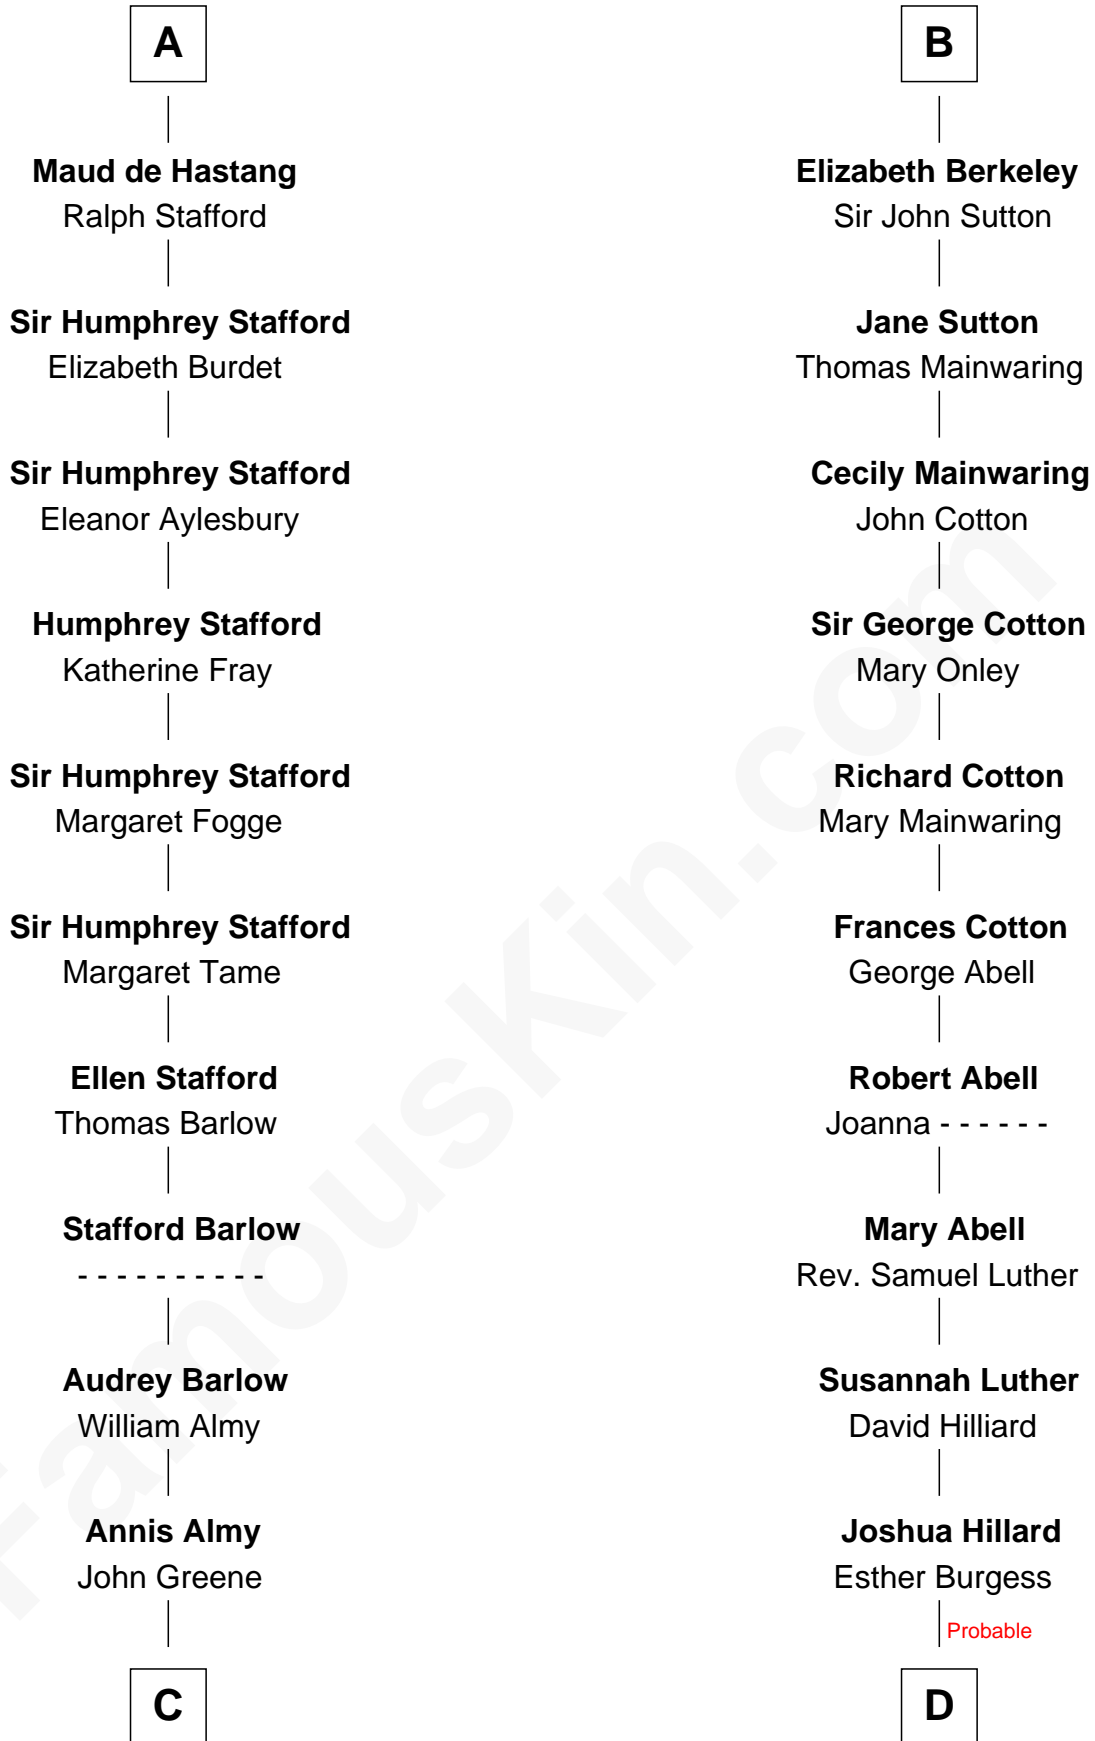 A
Maud de Hastang
Ralph Stafford
Sir Humphrey Stafford
Elizabeth Burdet
Sir Humphrey Stafford
Eleanor Aylesbury
Humphrey Stafford
Katherine Fray
Sir Humphrey Stafford
Margaret Fogge
Sir Humphrey Stafford
Margaret Tame
Ellen Stafford
Thomas Barlow
Stafford Barlow
- - - - - - - - - -
Audrey Barlow
William Almy
Annis Almy
John Greene
C
B
Elizabeth Berkeley
Sir John Sutton
Jane Sutton
Thomas Mainwaring
Cecily Mainwaring
John Cotton
Sir George Cotton
Mary Onley
Richard Cotton
Mary Mainwaring
Frances Cotton
George Abell
Robert Abell
Joanna - - - - - -
Mary Abell
Rev. Samuel Luther
Susannah Luther
David Hilliard
Joshua Hillard
Esther Burgess
Probable
D
FamousKin.com